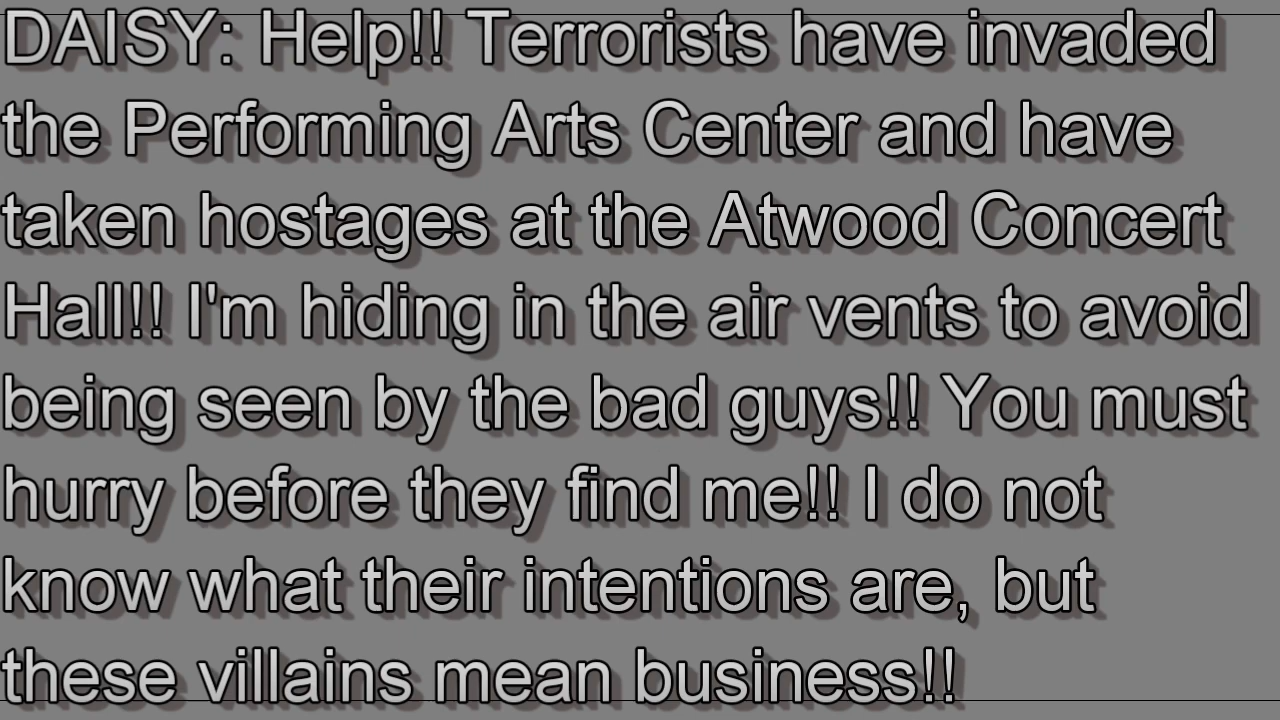 DAISY: Help!! Terrorists have invaded
the Performing Arts Center and have
taken hostages at the Atwood Concert
Hall!! I'm hiding in the air vents to avoid
being seen by the bad guys!! You must
hurry before they find me!! I do not
know what their intentions are, but
these villains mean business!!